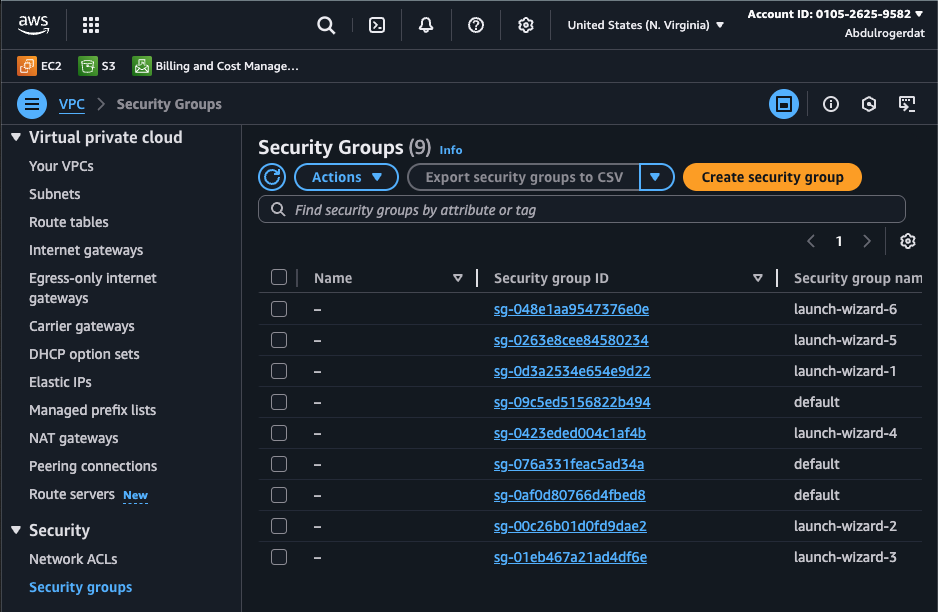 aws
United States (N. Virginia)
Account ID: 0105-2625-9582
Abdulrogerdat
EC2
S3
Billing and Cost Manage...
VPC
Security Groups
Virtual private cloud
Your VPCs
Subnets
Route tables
Internet gateways
Egress-only internet
gateways
Carrier gateways
DHCP option sets
Elastic IPs
Managed prefix lists
NAT gateways
Peering connections
Route servers New
Security
Network ACLs
Security groups
Security Groups (9) Info
Actions
Export security groups to CSV
Create security group
Find security groups by attribute or tag
1
Name Security group ID Security group nam
– sg-048e1aa9547376e0e launch-wizard-6
– sg-0263e8cee84580234 launch-wizard-5
– sg-0d3a2534e654e9d22 launch-wizard-1
– sg-09c5ed5156822b494 default
– sg-0423eded004c1af4b launch-wizard-4
– sg-076a331feac5ad34a default
– sg-0af0d80766d4fbed8 default
– sg-00c26b01d0fd9dae2 launch-wizard-2
– sg-01eb467a21ad4df6e launch-wizard-3